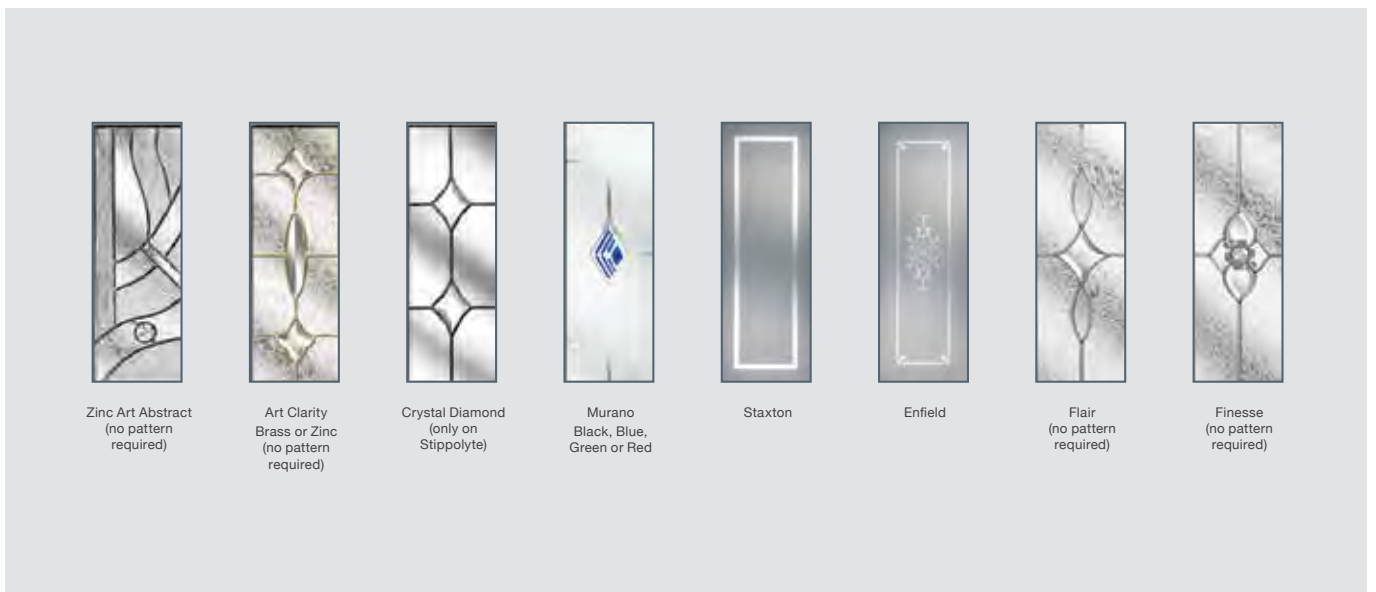 Zinc Art Abstract
(no pattern
required)
Art Clarity
Brass or Zinc
(no pattern
required)
Crystal Diamond
(only on
Stippolyte)
Murano
Black, Blue,
Green or Red
Staxton
Enfield
Flair
(no pattern
required)
Finesse
(no pattern
required)